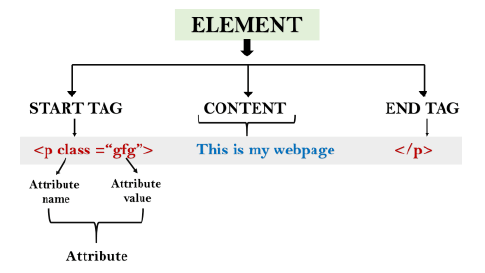 ELEMENT
START TAG CONTENT END TAG
<p class =“gfg”> This is my webpage </p>
Attribute name Attribute value
Attribute